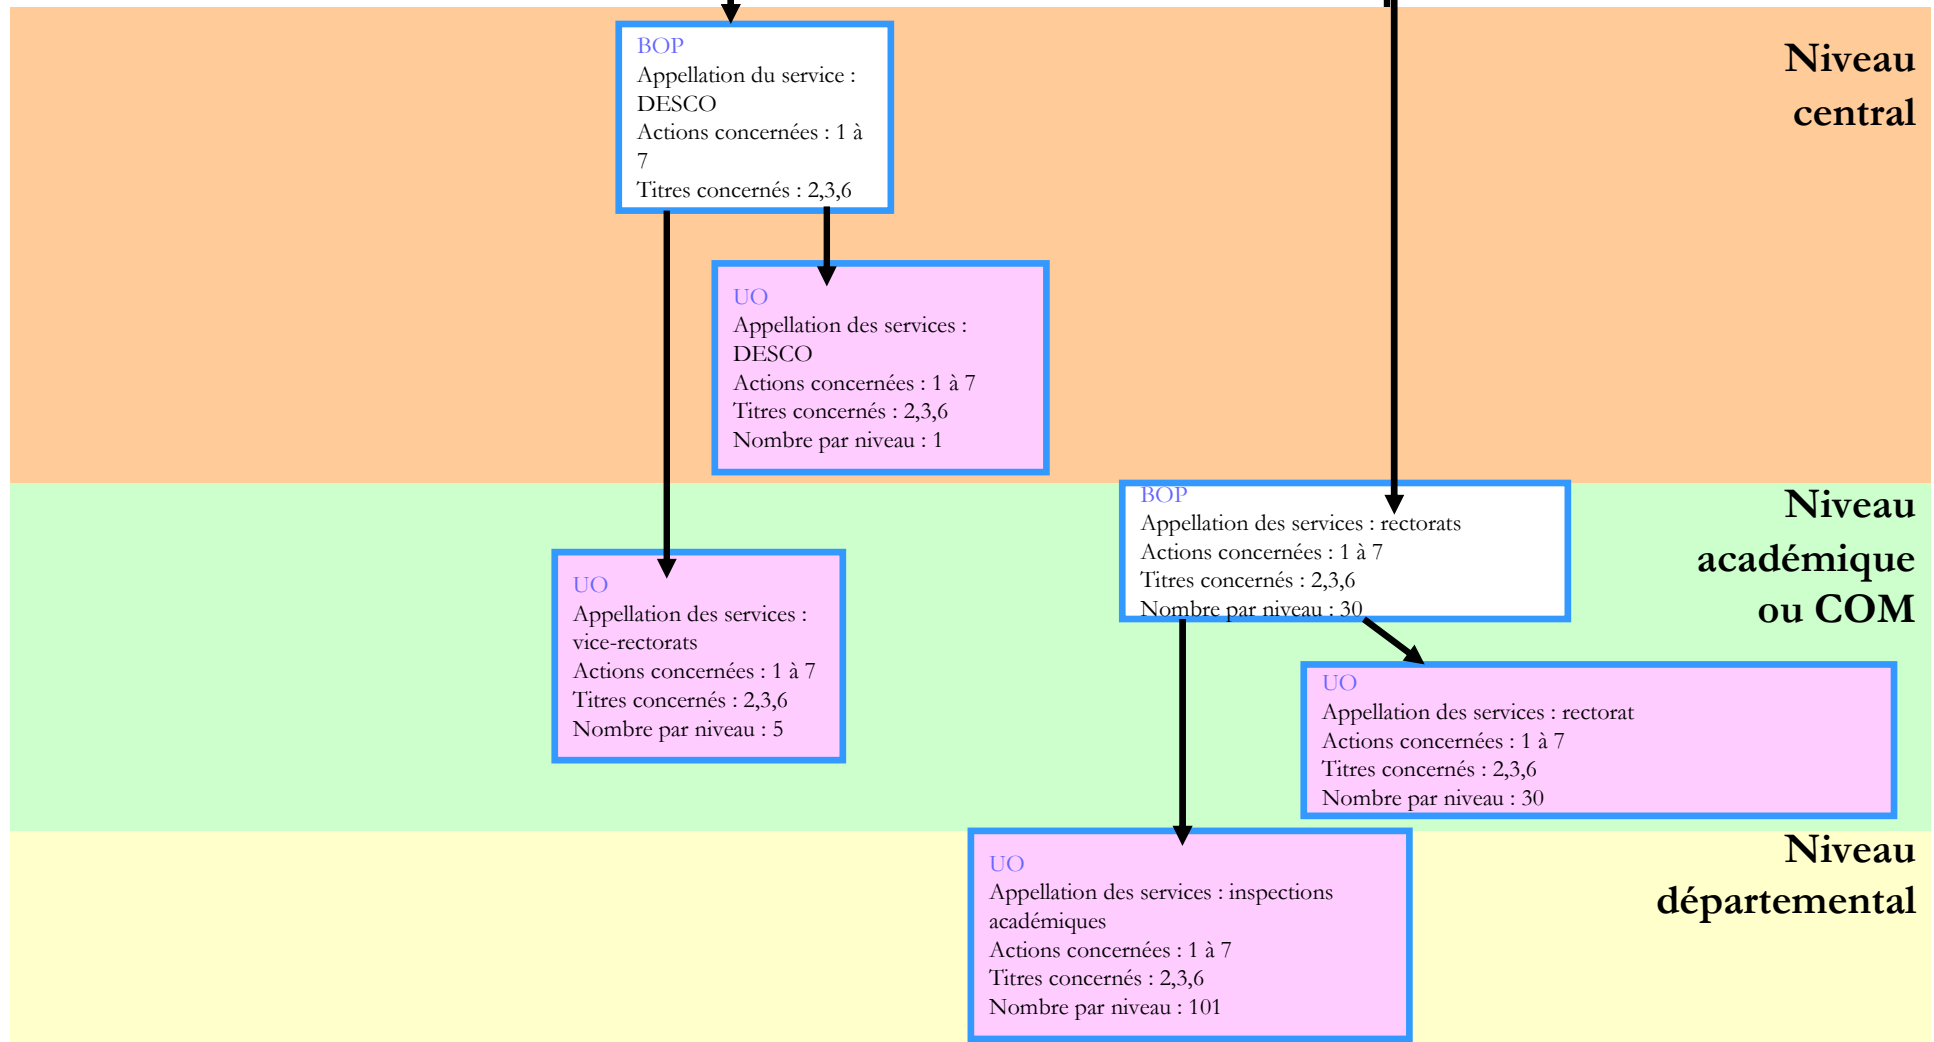 BOP
Appellation du service :
DESCO
Actions concernées : 1 à
7
Titres concernés : 2,3,6
Niveau
central
UO
Appellation des services :
DESCO
Actions concernées : 1 à 7
Titres concernés : 2,3,6
Nombre par niveau : 1
BOP
Appellation des services : rectorats
Actions concernées : 1 à 7
Titres concernés : 2,3,6
Nombre par niveau : 30
Niveau
académique
ou COM
UO
Appellation des services :
vice-rectorats
Actions concernées : 1 à 7
Titres concernés : 2,3,6
Nombre par niveau : 5
UO
Appellation des services : rectorat
Actions concernées : 1 à 7
Titres concernés : 2,3,6
Nombre par niveau : 30
Niveau
départemental
UO
Appellation des services : inspections
académiques
Actions concernées : 1 à 7
Titres concernés : 2,3,6
Nombre par niveau : 101